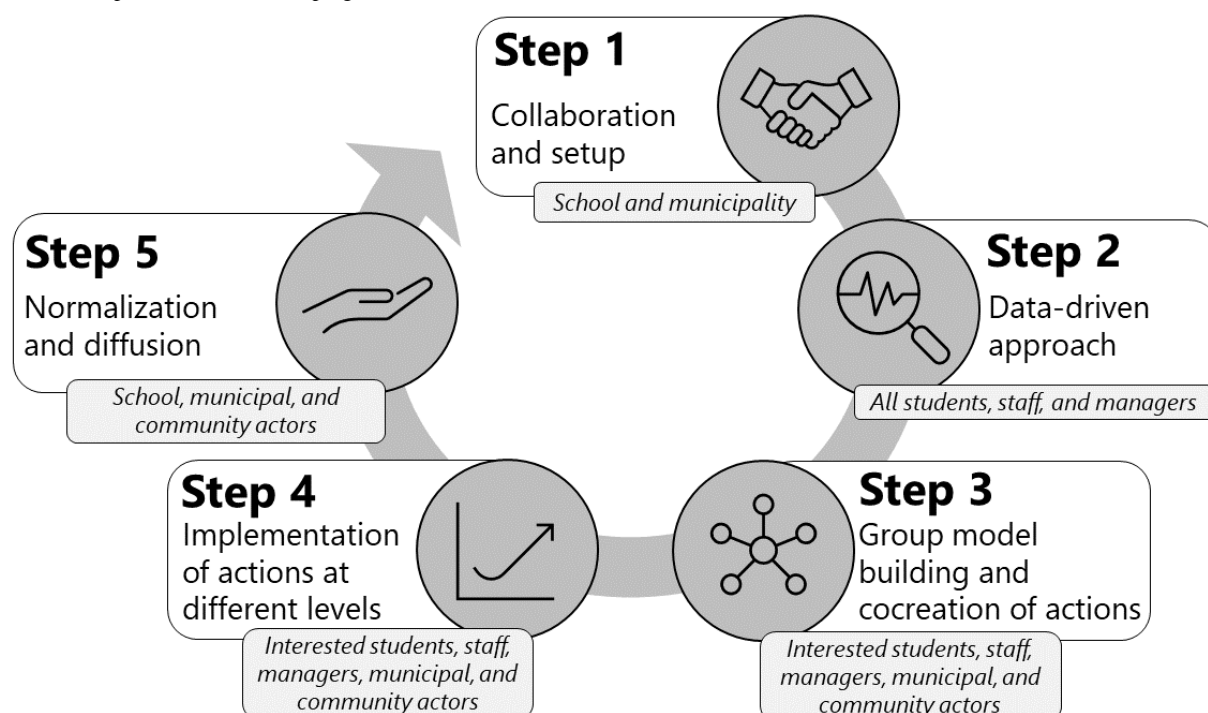 Step 1
Collaboration
and setup
School and municipality
Step 2
Data-driven
approach
All students, staff, and managers
Step 3
Group model
building and
cocreation of actions
Interested students, staff,
managers, municipal, and
community actors
Step 4
Implementation
of actions at
different levels
Interested students, staff,
managers, municipal, and
community actors
Step 5
Normalization
and diffusion
School, municipal, and
community actors